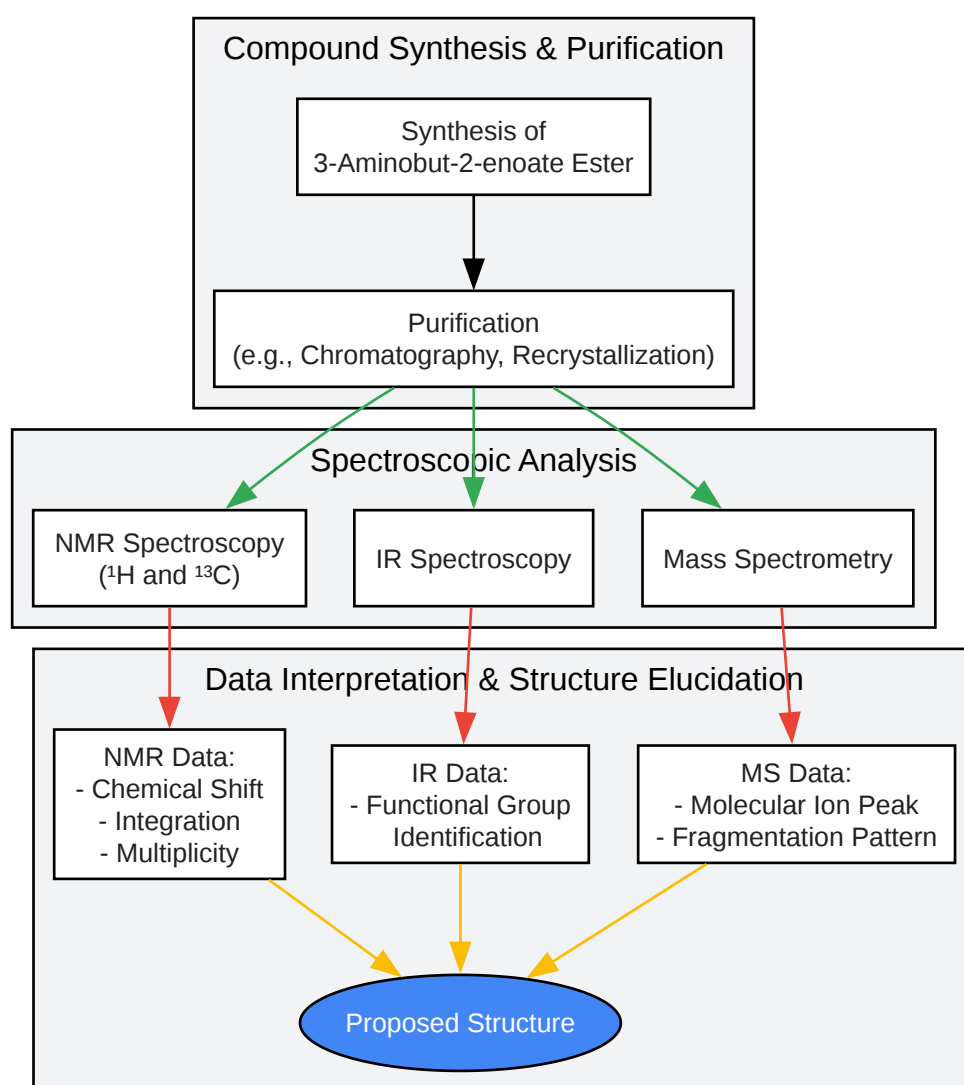 Compound Synthesis & Purification
Synthesis of
3-Aminobut-2-enoate Ester
Purification
(e.g., Chromatography, Recrystallization)
Spectroscopic Analysis
NMR Spectroscopy
(¹H and ¹³C)
IR Spectroscopy
Mass Spectrometry
Data Interpretation & Structure Elucidation
NMR Data:
- Chemical Shift
- Integration
- Multiplicity
IR Data:
- Functional Group
Identification
MS Data:
- Molecular Ion Peak
- Fragmentation Pattern
Proposed Structure